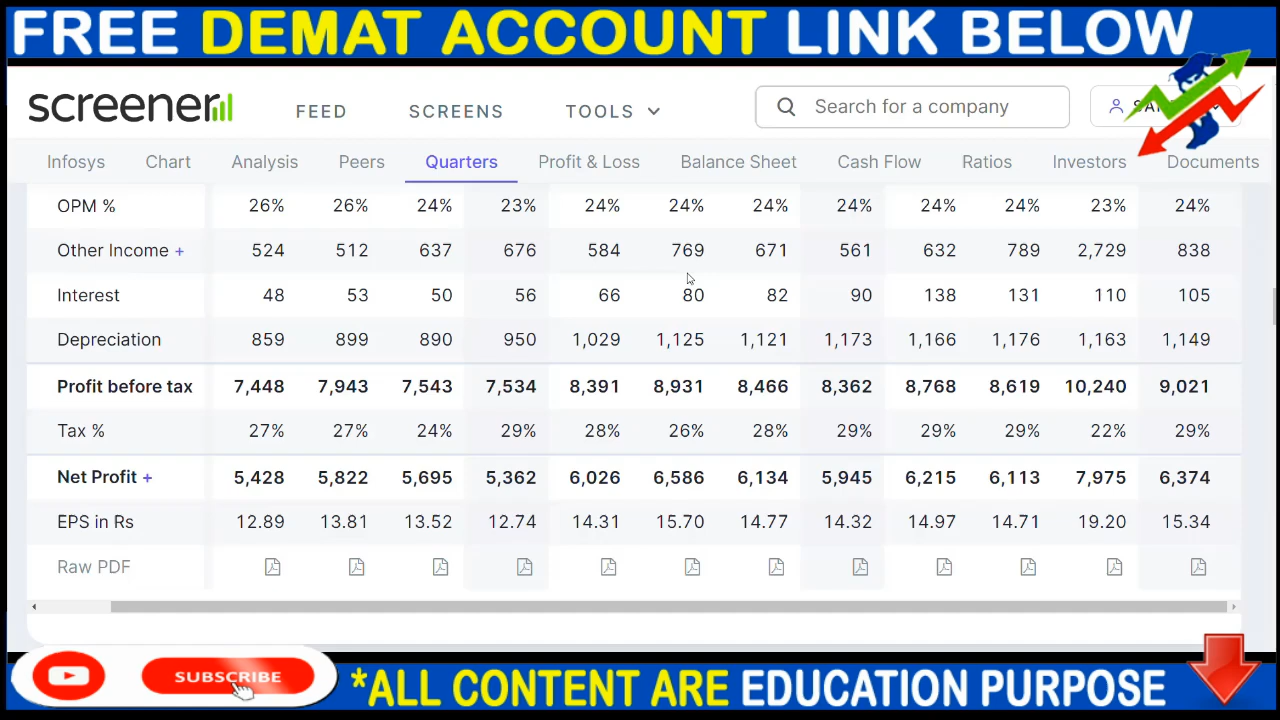 FREE DEMAT ACCOUNT LINK BELOW
screener
FEED SCREENS TOOLS Search for a company
Infosys Chart Analysis Peers Quarters Profit & Loss Balance Sheet Cash Flow Ratios Investors Documents
OPM % 26% 26% 24% 23% 24% 24% 24% 24% 24% 24% 23% 24%
Other Income + 524 512 637 676 584 769 671 561 632 789 2,729 838
Interest 48 53 50 56 66 80 82 90 138 131 110 105
Depreciation 859 899 890 950 1,029 1,125 1,121 1,173 1,166 1,176 1,163 1,149
Profit before tax 7,448 7,943 7,543 7,534 8,391 8,931 8,466 8,362 8,768 8,619 10,240 9,021
Tax % 27% 27% 24% 29% 28% 26% 28% 29% 29% 29% 22% 29%
Net Profit + 5,428 5,822 5,695 5,362 6,026 6,586 6,134 5,945 6,215 6,113 7,975 6,374
EPS in Rs 12.89 13.81 13.52 12.74 14.31 15.70 14.77 14.32 14.97 14.71 19.20 15.34
Raw PDF
SUBSCRIBE
*ALL CONTENT ARE EDUCATION PURPOSE